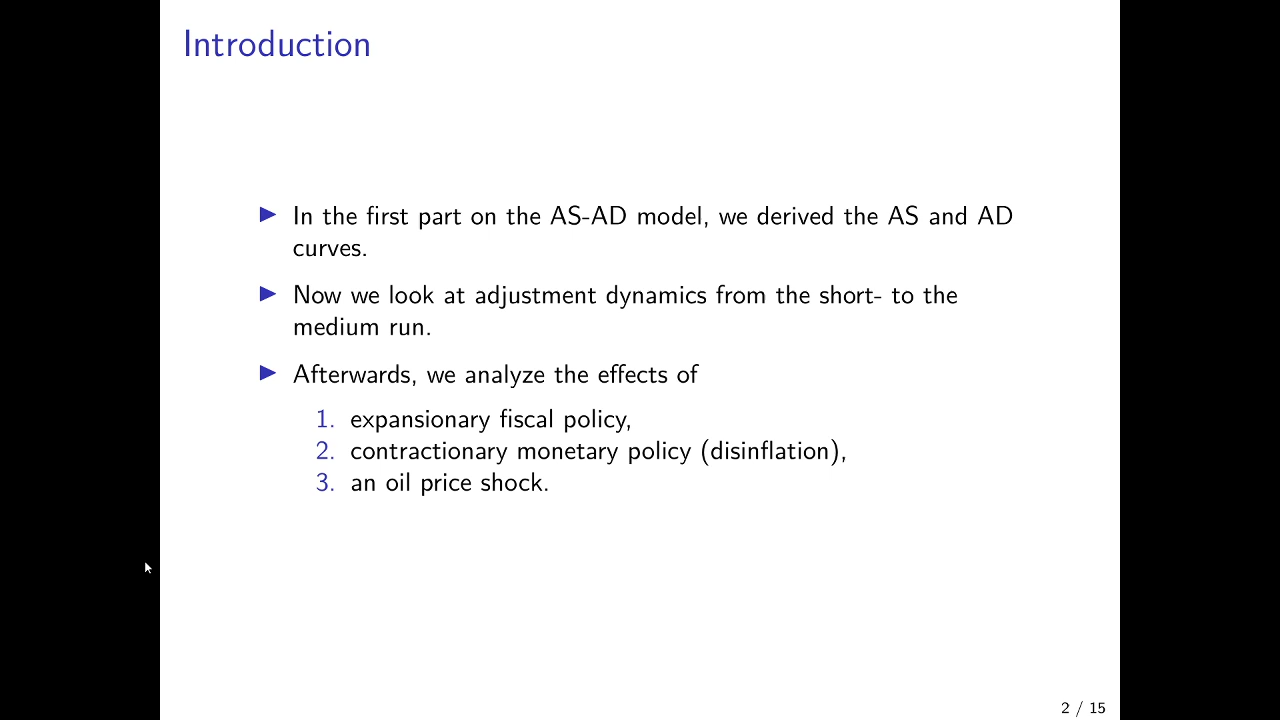 Introduction
▶ In the first part on the AS-AD model, we derived the AS and AD
curves.
▶ Now we look at adjustment dynamics from the short- to the
medium run.
▶ Afterwards, we analyze the effects of
1. expansionary fiscal policy,
2. contractionary monetary policy (disinflation),
3. an oil price shock.
2 / 15